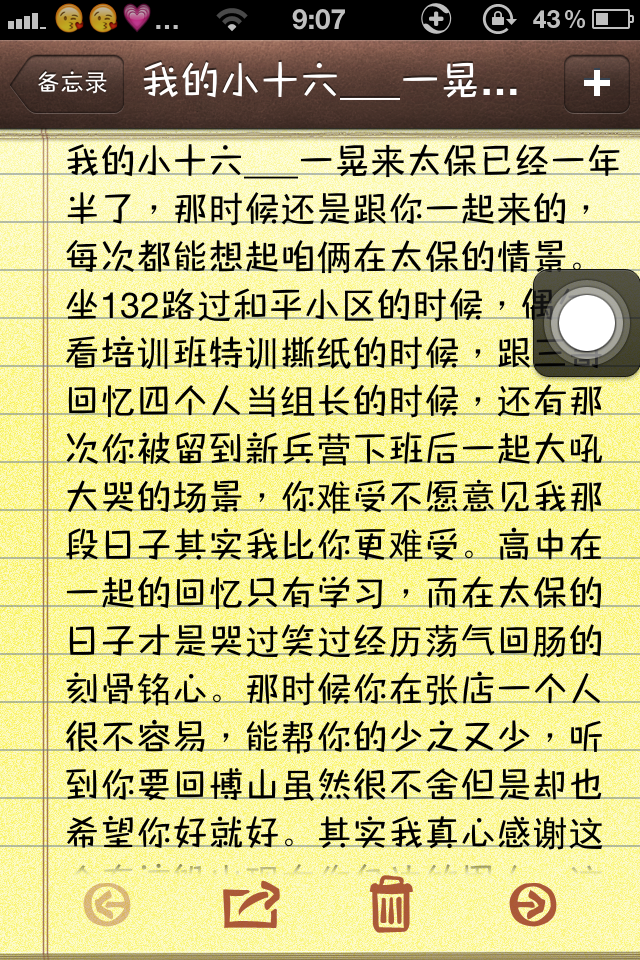 9:07
43%
备忘录
我的小十六___一晃...
我的小十六___一晃来太保已经一年
半了，那时候还是跟你一起来的，
每次都能想起咱俩在太保的情景。
坐132路过和平小区的时候，偶
看培训班特训撕纸的时候，跟
回忆四个人当组长的时候，还有那
次你被留到新兵营下班后一起大吼
大哭的场景，你难受不愿意见我那
段日子其实我比你更难受。高中在
一起的回忆只有学习，而在太保的
日子才是哭过笑过经历荡气回肠的
刻骨铭心。那时候你在张店一个人
很不容易，能帮你的少之又少，听
到你要回博山虽然很不舍但是却也
希望你好就好。其实我真心感谢这